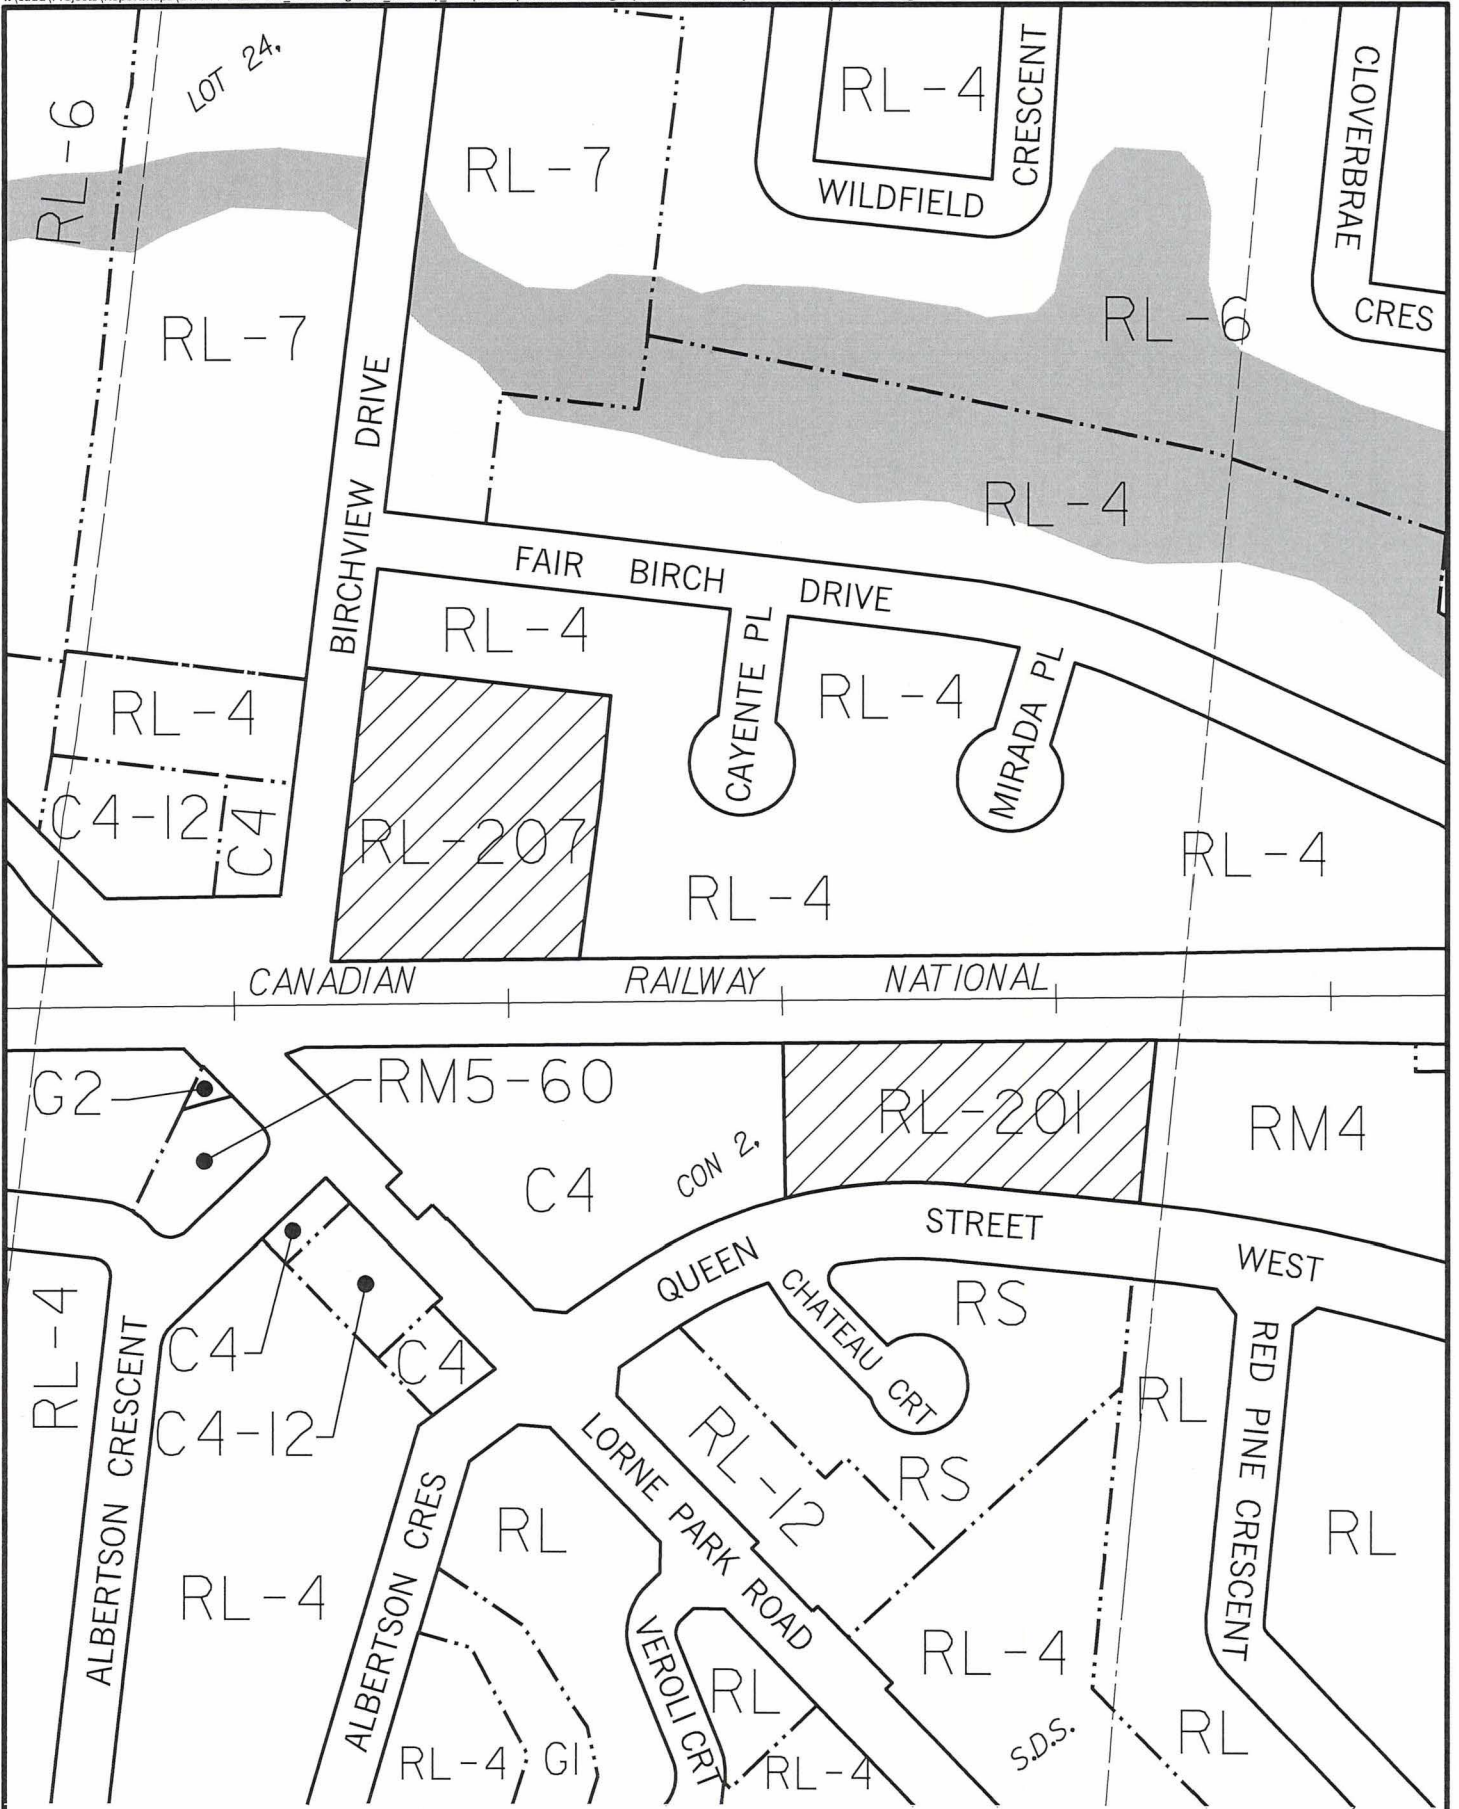 LOT 24,
RL-6
RL-7
RL-4
CRESCENT
WILDFIELD
CLOVERBRAE
CRES
RL-7
RL-6
RL-4
BIRCHVIEW DRIVE
FAIR BIRCH DRIVE
RL-4
CAYENTE PL
RL-4
MIRADA PL
RL-4
C4-12
C4
RL-207
RL-4
RL-4
CANADIAN RAILWAY NATIONAL
G2
RM5-60
RL-201
RM4
C4
CON 2,
QUEEN STREET WEST
CHATEAU CRT
RS
RL-4
C4
C4
C4-12
RL
RED PINE CRESCENT
ALBERTSON CRESCENT
RL-12
RS
LORNE PARK ROAD
ALBERTSON CRES
RL
RL
RL-4
RL-4
VEROLI CRT
RL
RL
S.D.S.
RL-4
G1
RL-4